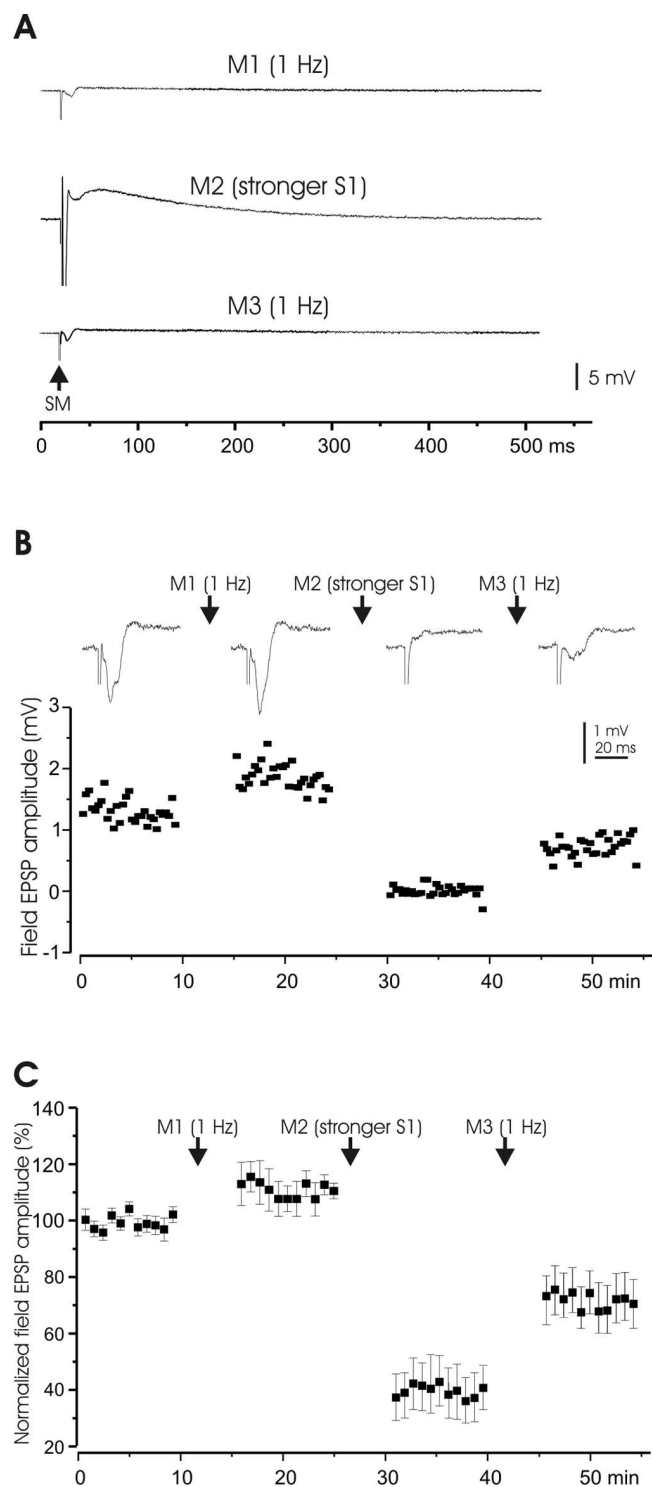 A
M1 (1 Hz)
M2 (stronger S1)
M3 (1 Hz)
5 mV
SM
0 100 200 300 400 500 ms
B
M1 (1 Hz) M2 (stronger S1) M3 (1 Hz)
1 mV
20 ms
Field EPSP amplitude (mV)
3
2
1
0
-1
0 10 20 30 40 50 min
C
M1 (1 Hz) M2 (stronger S1) M3 (1 Hz)
Normalized field EPSP amplitude (%)
140
120
100
80
60
40
20
0 10 20 30 40 50 min